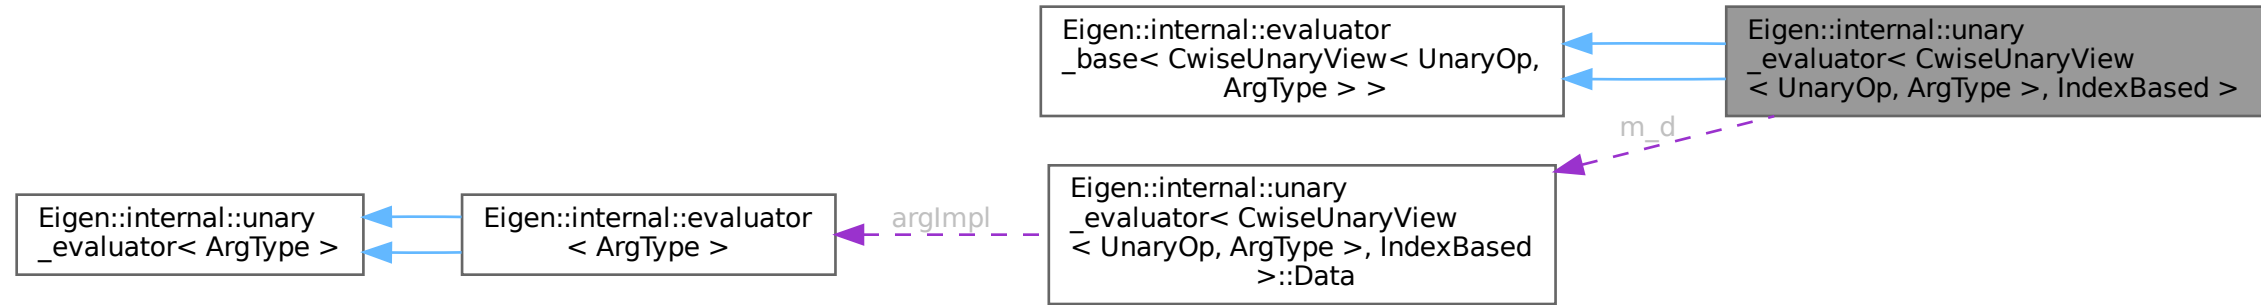 Eigen::internal::evaluator
_base< CwiseUnaryView< UnaryOp,
ArgType > >
Eigen::internal::unary
_evaluator< CwiseUnaryView
< UnaryOp, ArgType >, IndexBased >
m_d
Eigen::internal::unary
_evaluator< ArgType >
Eigen::internal::evaluator
< ArgType >
argImpl
Eigen::internal::unary
_evaluator< CwiseUnaryView
< UnaryOp, ArgType >, IndexBased
>::Data